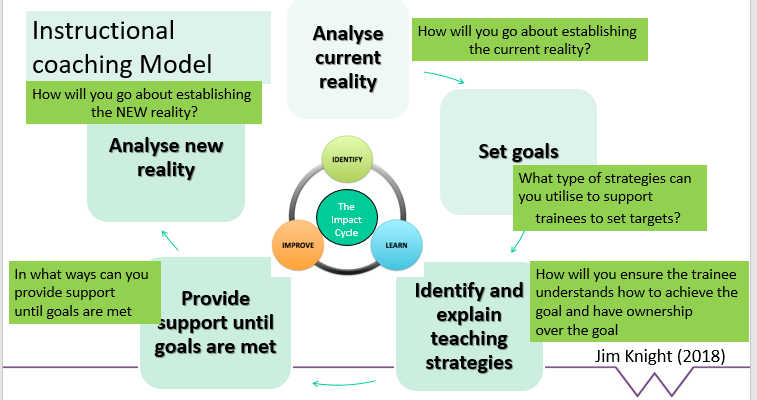 Instructional
coaching Model
How will you go about establishing
the NEW reality?
Analyse
current
reality
How will you go about establishing
the current reality?
Set goals
What type of strategies can
you utilise to support
trainees to set targets?
Identify and
explain
teaching
strategies
How will you ensure the trainee
understands how to achieve the
goal and have ownership
over the goal
Provide
support until
goals are met
In what ways can you
provide support
until goals are met
Analyse new
reality
IDENTIFY
The
Impact
Cycle
IMPROVE
LEARN
Jim Knight (2018)